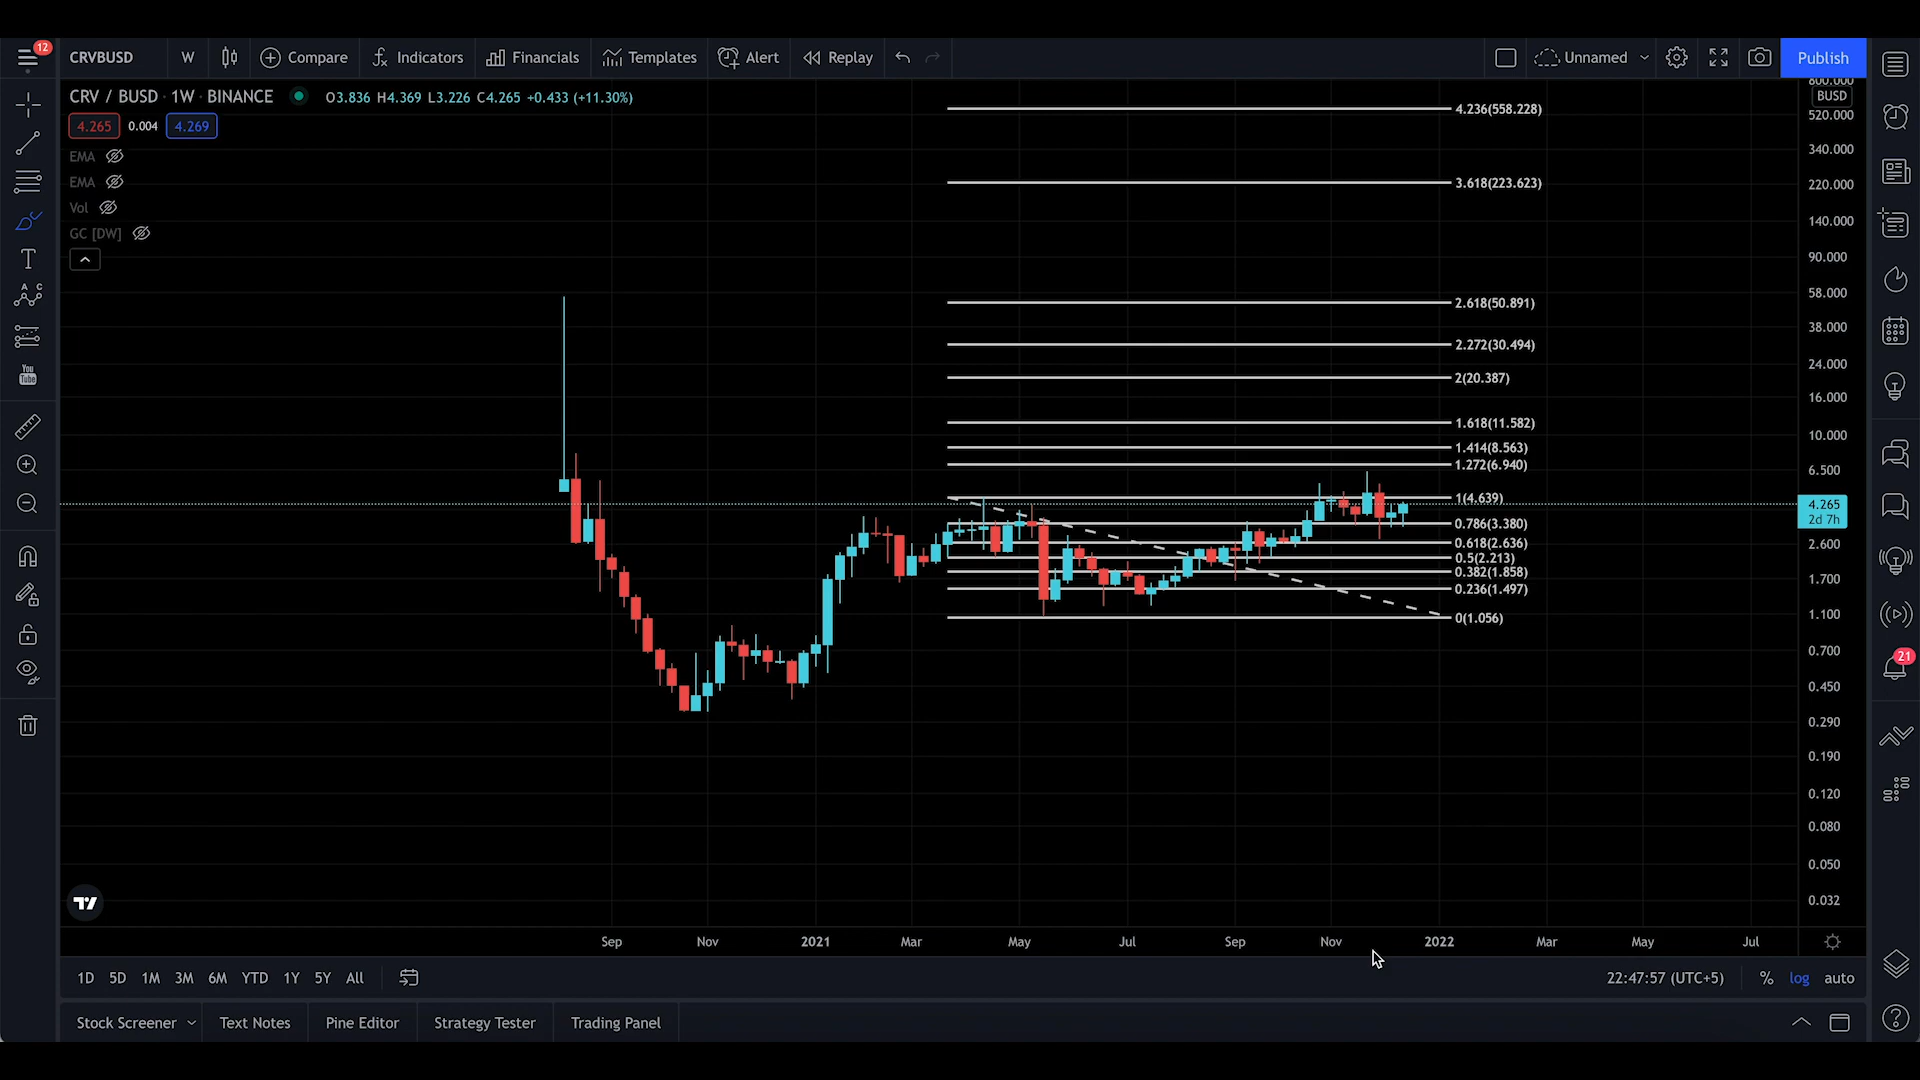 12
CRVBUSD W Compare Indicators Financials Templates Alert Replay Unnamed Publish
CRV / BUSD · 1W · BINANCE O3.836 H4.369 L3.226 C4.265 +0.433 (+11.30%)
4.265 0.004 4.269
EMA
EMA
Vol
GC [DW]
T
A C
You
Tube
4.236(558.228)
3.618(223.623)
2.618(50.891)
2.272(30.494)
2(20.387)
1.618(11.582)
1.414(8.563)
1.272(6.940)
1(4.639)
0.786(3.380)
0.618(2.636)
0.5(2.213)
0.382(1.858)
0.236(1.497)
0(1.056)
800.000
BUSD
520.000
340.000
220.000
140.000
90.000
58.000
38.000
24.000
16.000
10.000
6.500
4.265
2d 7h
2.600
1.700
1.100
0.700
0.450
0.290
0.190
0.120
0.080
0.050
0.032
21
Sep Nov 2021 Mar May Jul Sep Nov 2022 Mar May Jul
1D 5D 1M 3M 6M YTD 1Y 5Y All 22:47:57 (UTC+5) % log auto
Stock Screener Text Notes Pine Editor Strategy Tester Trading Panel